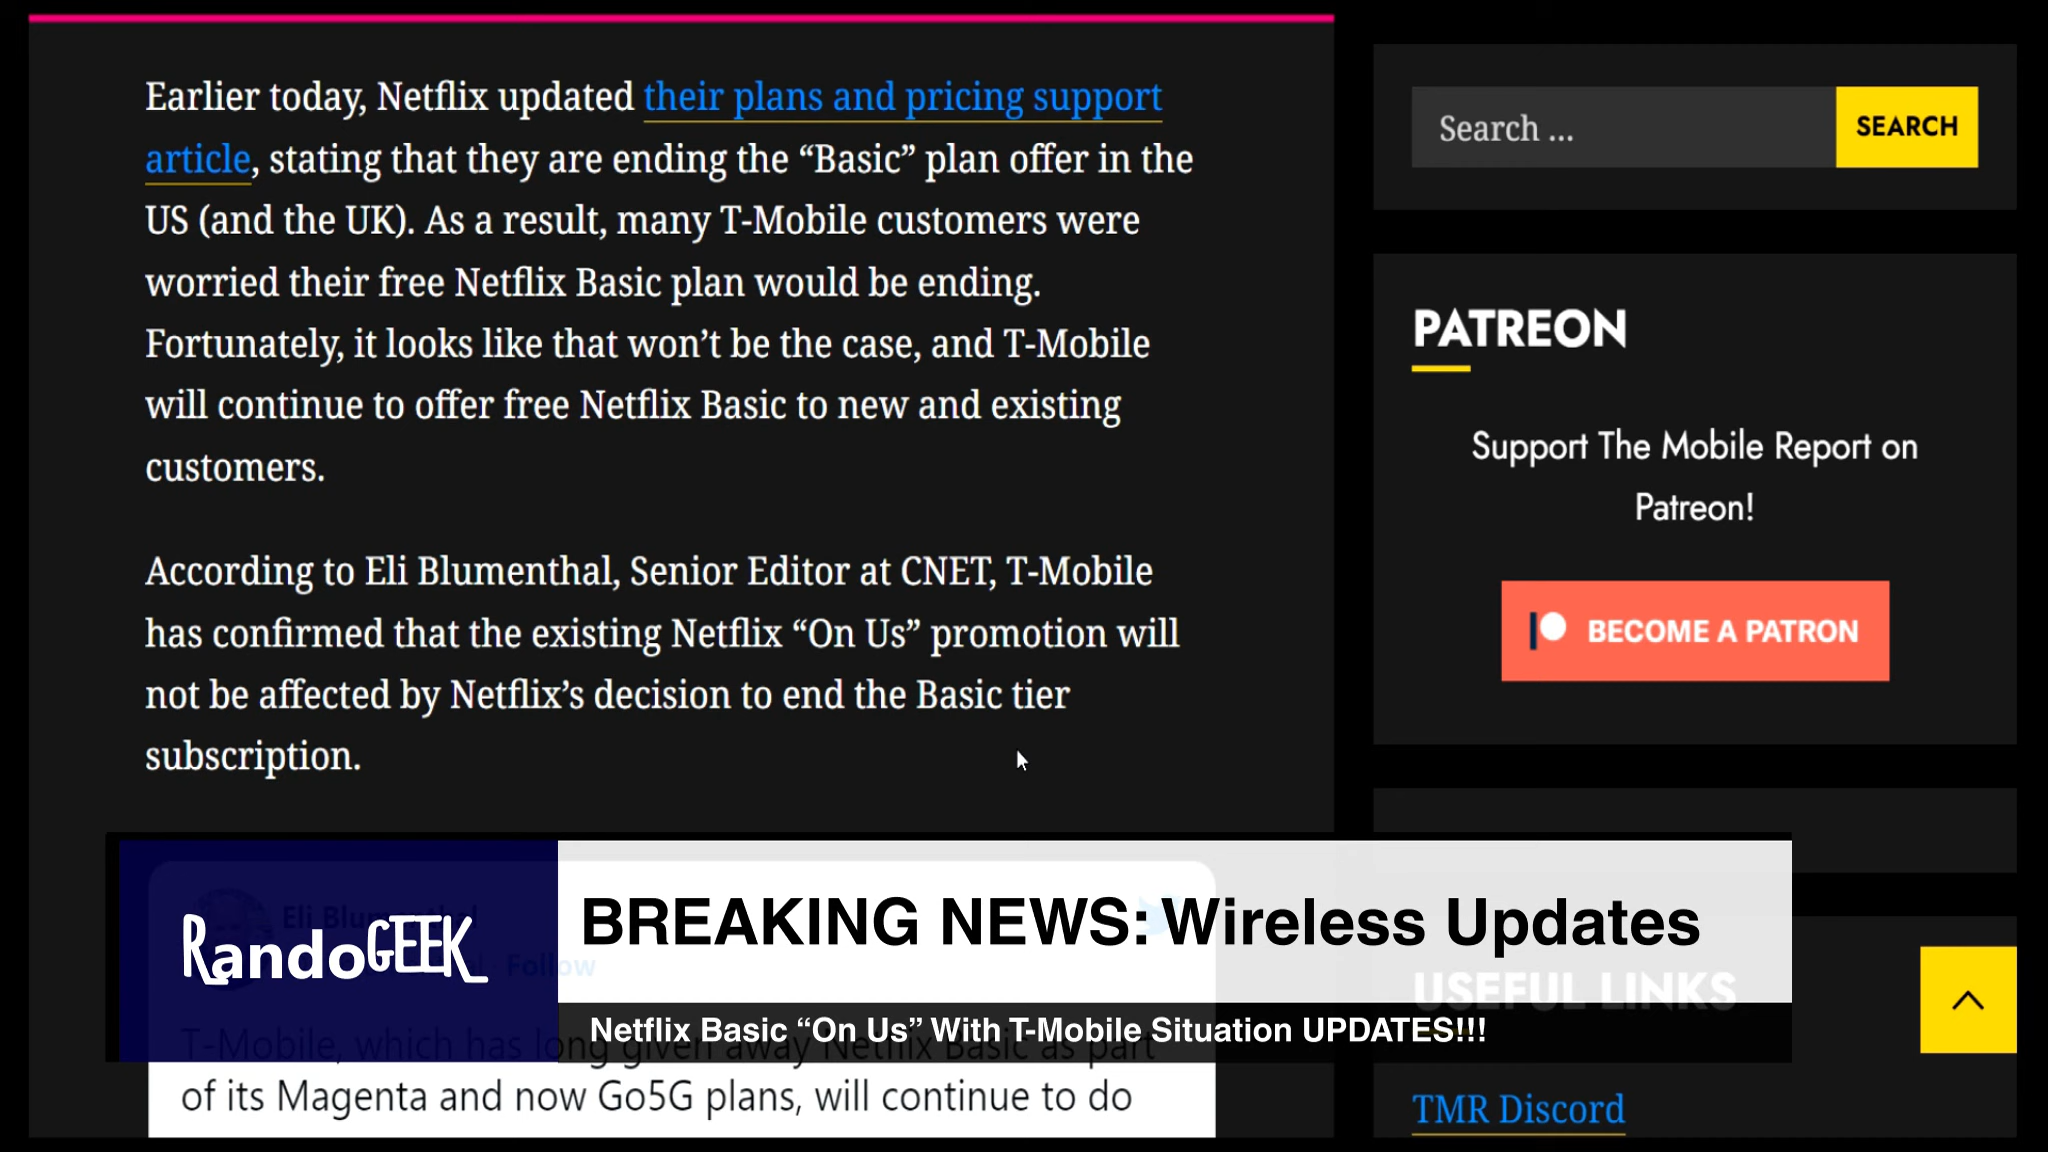 Earlier today, Netflix updated their plans and pricing support
article, stating that they are ending the “Basic” plan offer in the
US (and the UK). As a result, many T-Mobile customers were
worried their free Netflix Basic plan would be ending.
Fortunately, it looks like that won’t be the case, and T-Mobile
will continue to offer free Netflix Basic to new and existing
customers.
According to Eli Blumenthal, Senior Editor at CNET, T-Mobile
has confirmed that the existing Netflix “On Us” promotion will
not be affected by Netflix’s decision to end the Basic tier
subscription.
Eli Blumenthal
Follow
T-Mobile, which has long given away Netflix Basic as part
of its Magenta and now Go5G plans, will continue to do
RandoGEEK
BREAKING NEWS: Wireless Updates
Netflix Basic “On Us” With T-Mobile Situation UPDATES!!!
Search ...
SEARCH
PATREON
Support The Mobile Report on
Patreon!
BECOME A PATRON
USEFUL LINKS
TMR Discord